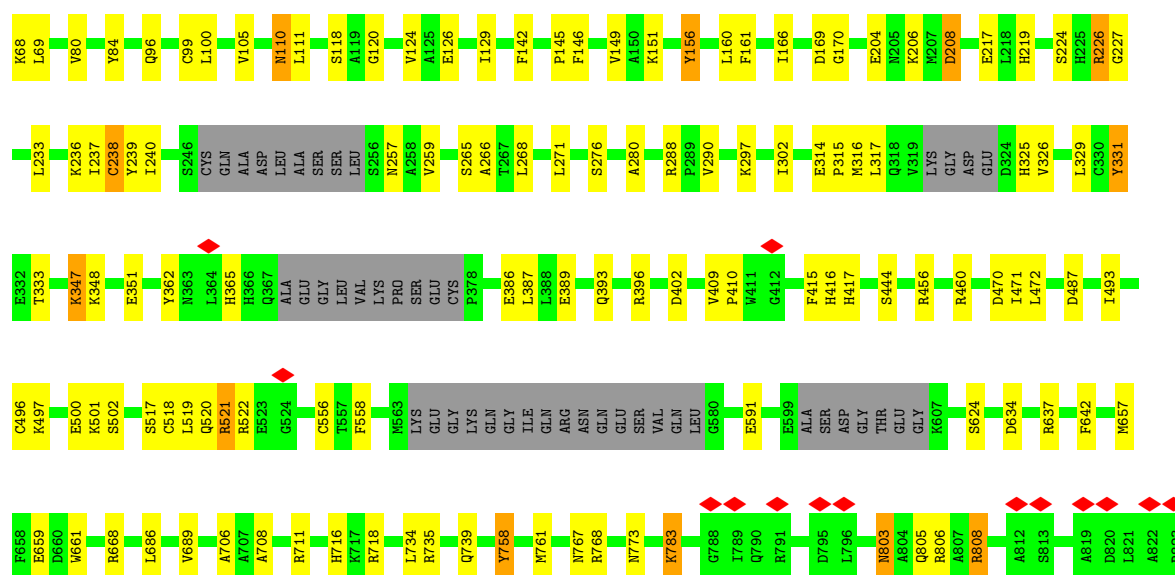 K68 L69 V80 Y84 Q96 C99 L100 V105 N110 L111 S118 A119 G120 V124 A125 E126 I129 F142 P145 F146 V149 A150 K151 Y156 L160 F161 I166 D169 G170 E204 N205 K206 M207 D208 E217 L218 H219 S224 H225 R226 G227
L233 K236 I237 C238 Y239 I240 S246 CYS GLN ALA ASP LEU ALA SER SER LEU S256 N257 A258 V259 S265 A266 T267 L268 L271 S276 A280 R288 P289 V290 K297 I302 E314 P315 M316 L317 Q318 V319 LYS GLY ASP GLU D324 H325 V326 L329 C330 Y331
E332 T333 K347 K348 E351 Y362 N363 L364 H365 H366 Q367 ALA GLU GLY LEU VAL LYS PRO SER GLU CYS P378 E386 L387 L388 E389 Q393 R396 D402 V409 P410 W411 G412 F415 H416 H417 S444 R456 R460 D470 I471 L472 D487 I493
C496 K497 E500 K501 S502 S517 C518 L519 Q520 R521 R522 E523 G524 C556 T557 F558 M563 LYS GLU GLY LYS GLN GLY ILE GLN ARG ASN GLN GLU SER VAL GLN LEU G580 E591 E599 ALA SER ASP GLY THR GLU GLY K607 S624 D634 R637 F642 M657
F658 E659 D660 W661 R668 L686 V689 A706 A707 A708 R711 H716 K717 R718 L734 R735 Q739 Y758 M761 N767 R768 N773 K783 G788 I789 Q790 R791 D795 L796 N803 A804 Q805 R806 A807 R808 A812 S813 A819 D820 L821 A822